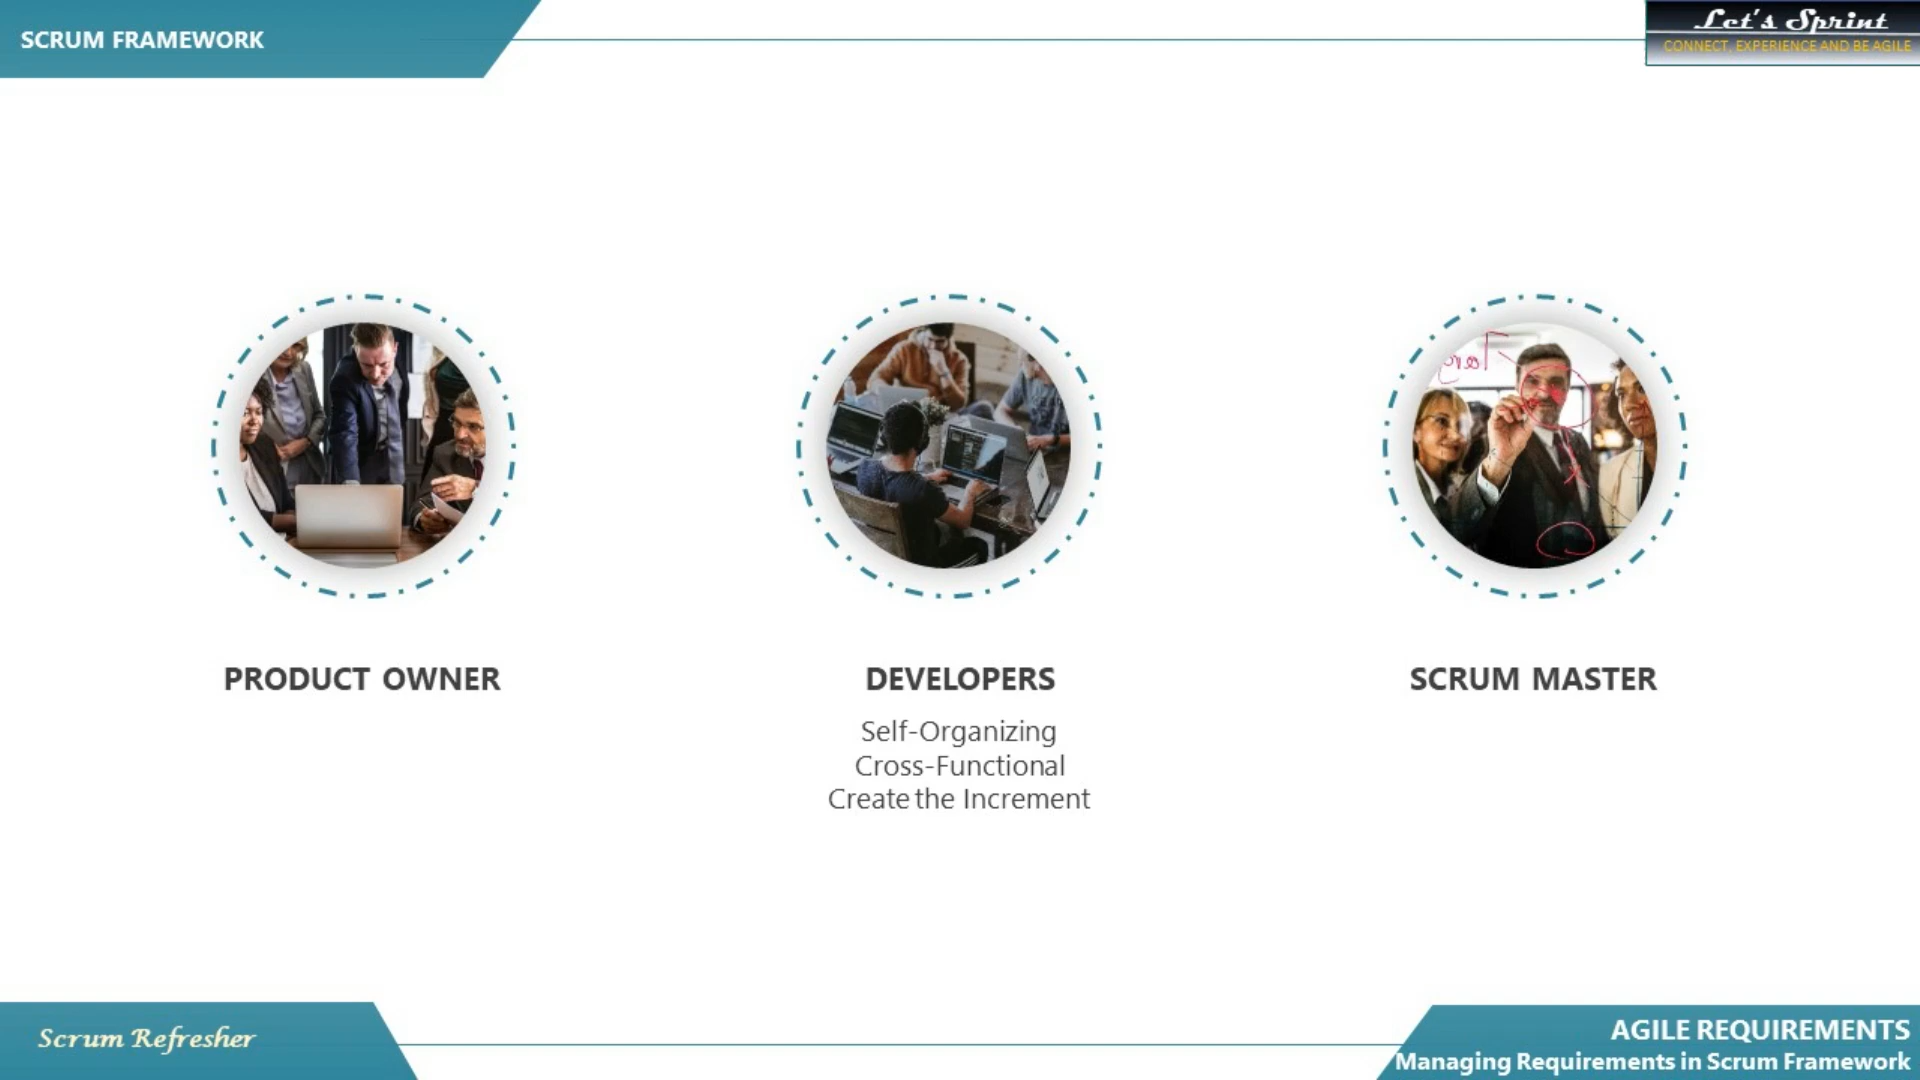 SCRUM FRAMEWORK
Let's Sprint
CONNECT, EXPERIENCE AND BE AGILE
PRODUCT OWNER
DEVELOPERS
Self-Organizing
Cross-Functional
Create the Increment
SCRUM MASTER
Scrum Refresher
AGILE REQUIREMENTS
Managing Requirements in Scrum Framework